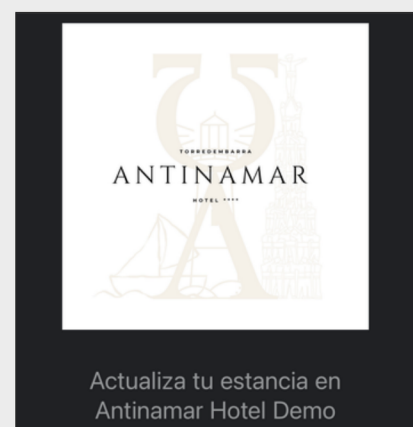 TORREDEMBARRA
ANTINAMAR
HOTEL ****
Actualiza tu estancia en
Antinamar Hotel Demo